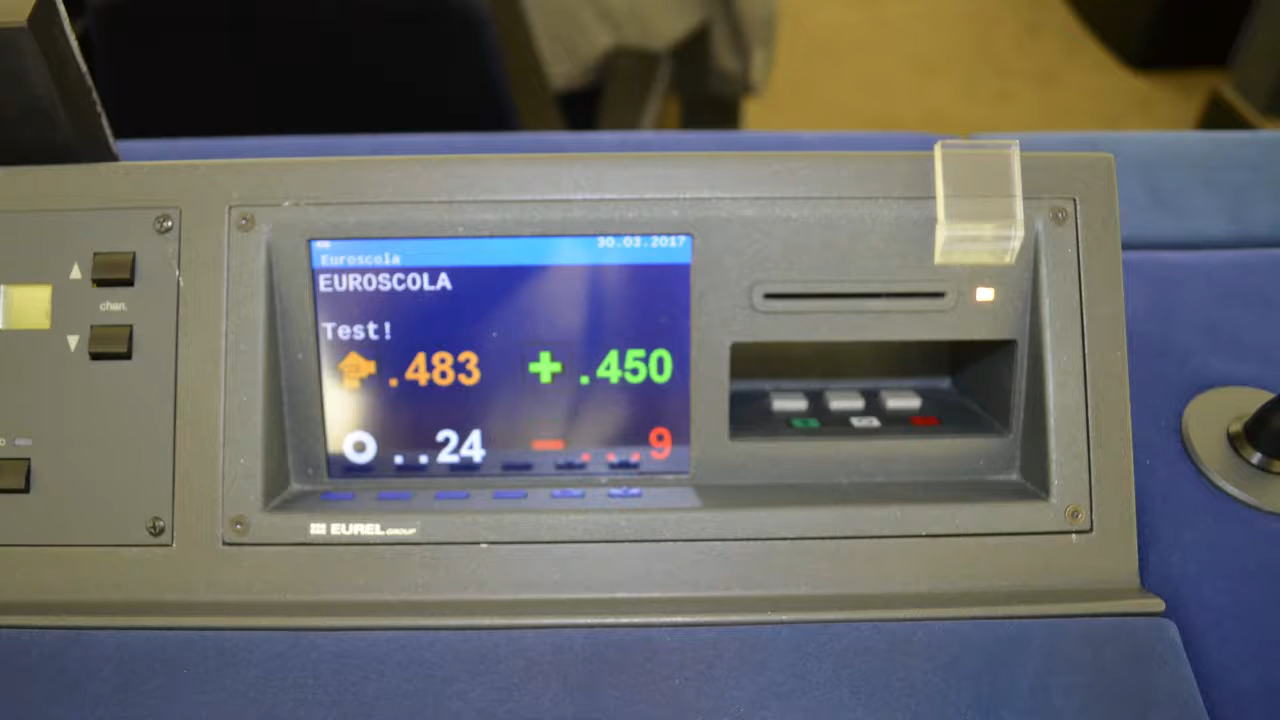 30.03.2017
Euroscola
EUROSCOLA
Test!
.483 + .450
..24 - ...9
chan.
EUREL GROUP